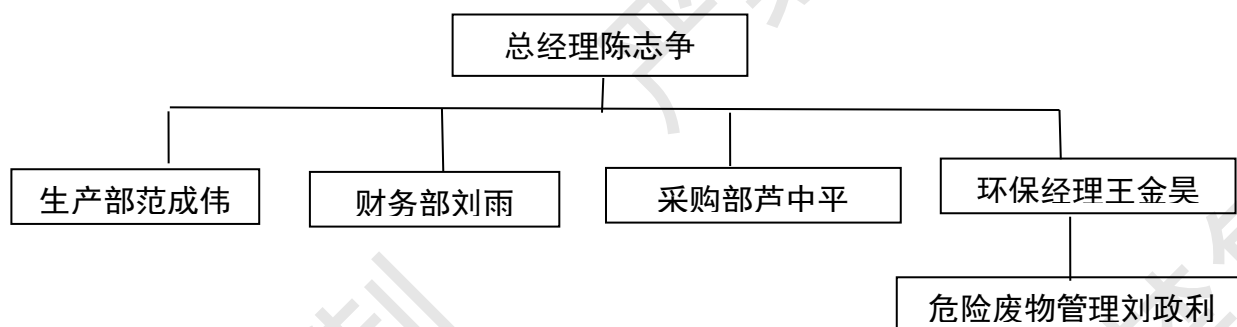 总经理陈志争
生产部范成伟
财务部刘雨
采购部芦中平
环保经理王金昊
危险废物管理刘政利